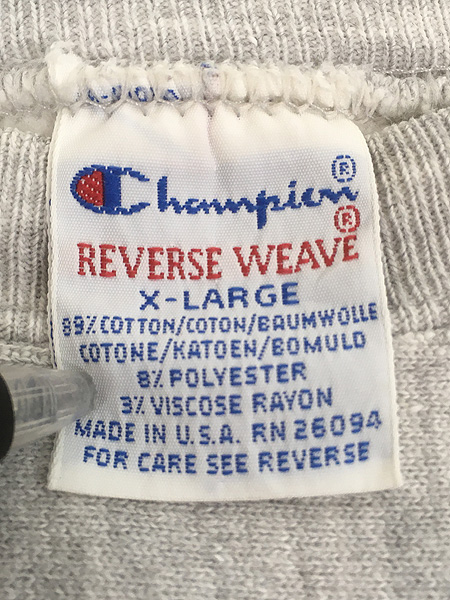 Champion®
REVERSE WEAVE®
X-LARGE
89% COTTON/COTON/BAUMWOLLE
COTONE/KATOEN/BOMULD
8% POLYESTER
3% VISCOSE RAYON
MADE IN U.S.A. RN 26094
FOR CARE SEE REVERSE